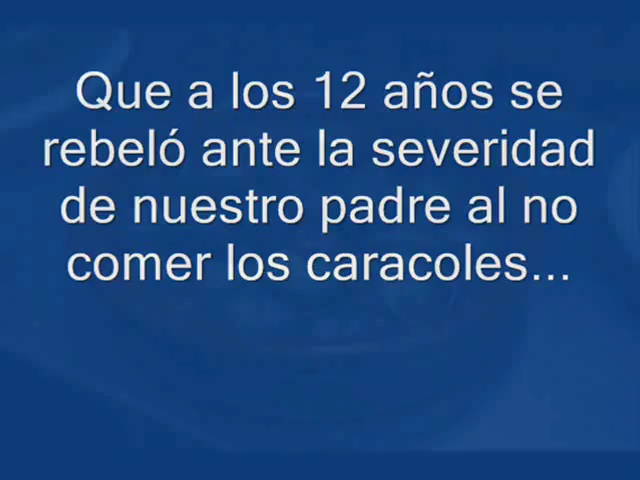 Que a los 12 años se
rebeló ante la severidad
de nuestro padre al no
comer los caracoles...